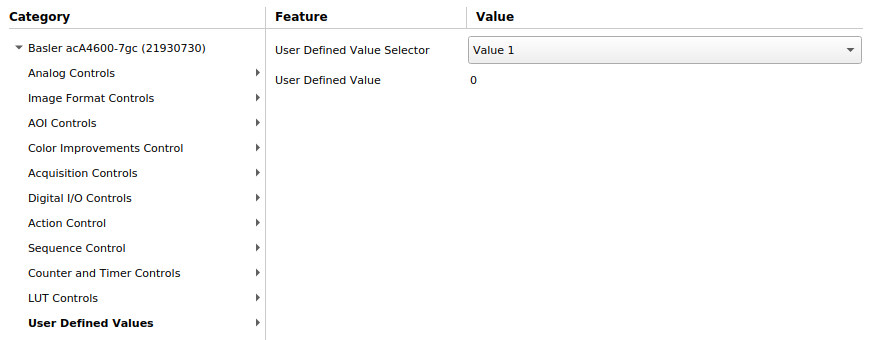 Category Feature Value
Basler acA4600-7gc (21930730) User Defined Value Selector Value 1
Analog Controls User Defined Value 0
Image Format Controls
AOI Controls
Color Improvements Control
Acquisition Controls
Digital I/O Controls
Action Control
Sequence Control
Counter and Timer Controls
LUT Controls
User Defined Values